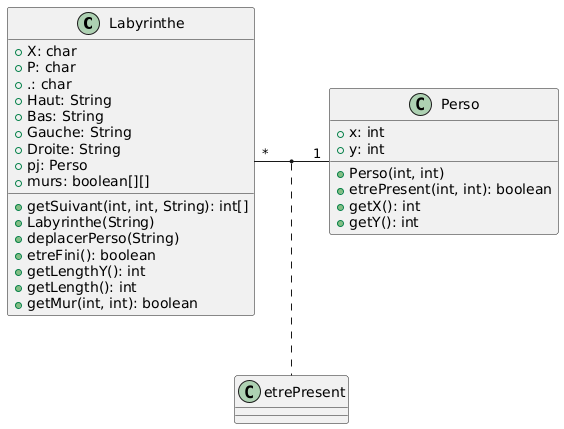 C Labyrinthe
X: char
P: char
.: char
Haut: String
Bas: String
Gauche: String
Droite: String
pj: Perso
murs: boolean[][]
getSuivant(int, int, String): int[]
Labyrinthe(String)
deplacerPerso(String)
etreFini(): boolean
getLengthY(): int
getLength(): int
getMur(int, int): boolean
* 1
C Perso
x: int
y: int
Perso(int, int)
etrePresent(int, int): boolean
getX(): int
getY(): int
C etrePresent